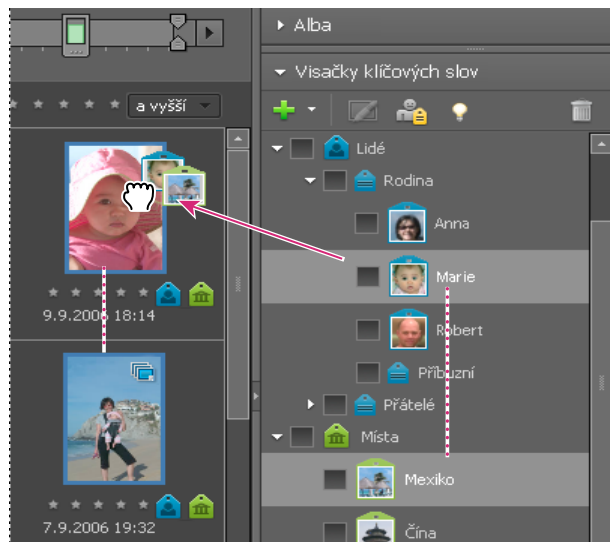 Alba
Visačky klíčových slov
a vyšší
Lidé
Rodina
Anna
Marie
9.9.2006 18:14
Robert
Příbuzní
Přátelé
Místa
Mexiko
7.9.2006 19:32
Čína